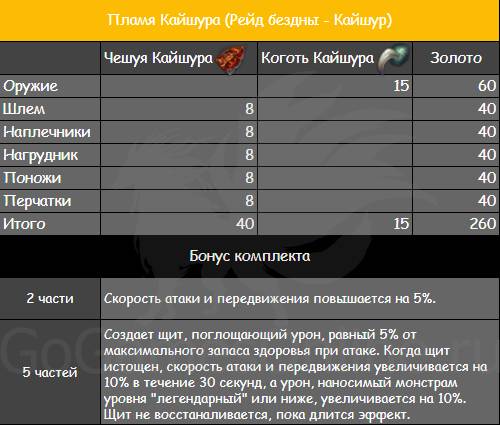 Пламя Кайшура (Рейд бездны - Кайшур)
Чешуя Кайшура Коготь Кайшура Золото
Оружие 15 60
Шлем 8 40
Наплечники 8 40
Нагрудник 8 40
Поножи 8 40
Перчатки 8 40
Итого 40 15 260
Бонус комплекта
2 части Скорость атаки и передвижения повышается на 5%.
Создает щит, поглощающий урон, равный 5% от
максимального запаса здоровья при атаке. Когда щит
истощен, скорость атаки и передвижения увеличивается на
5 частей 10% в течение 30 секунд, а урон, наносимый монстрам
уровня "легендарный" или ниже, увеличивается на 10%.
Щит не восстаналивается, пока длится эффект.